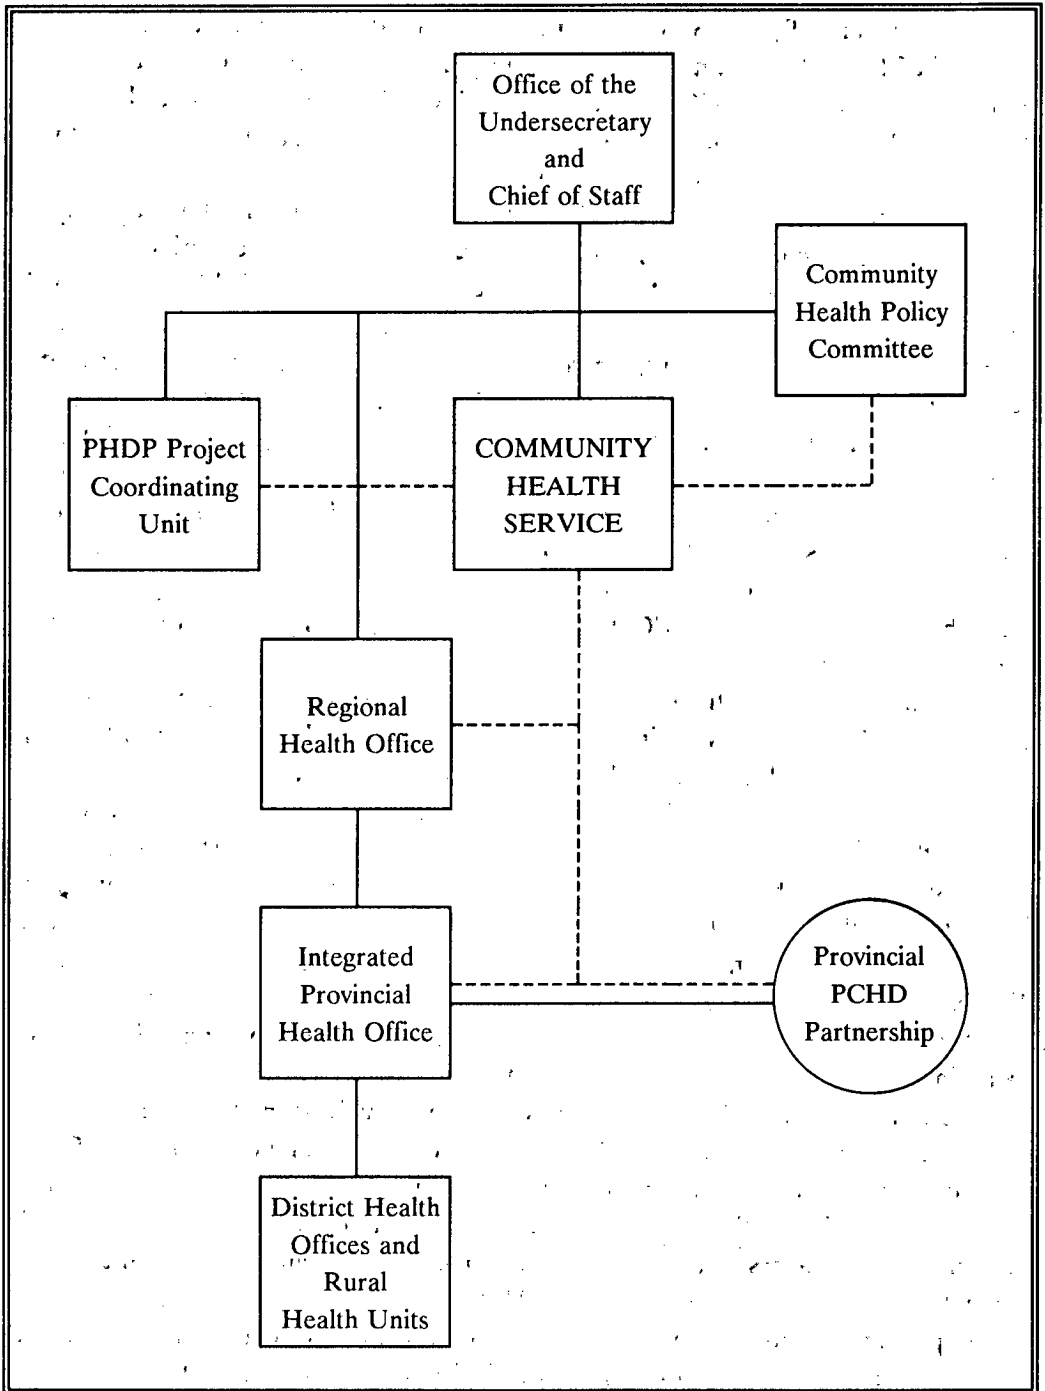 Office of the
Undersecretary
and
Chief of Staff
Community
Health Policy
Committee
PHDP Project
Coordinating
Unit
COMMUNITY
HEALTH
SERVICE
Regional
Health Office
Integrated
Provincial
Health Office
Provincial
PCHD
Partnership
District Health
Offices and
Rural
Health Units